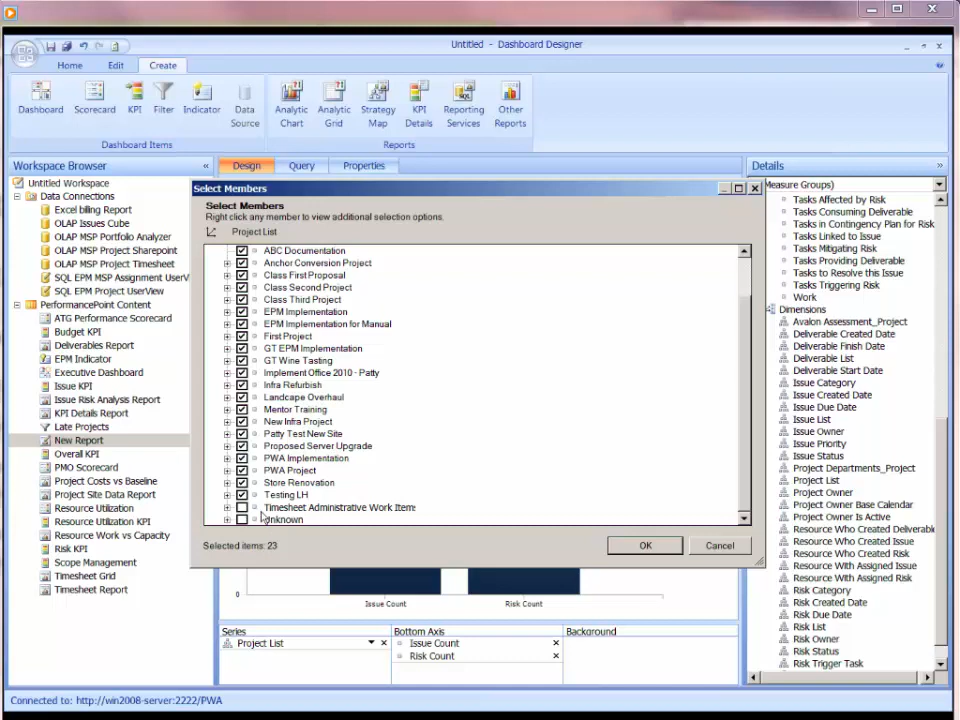 Untitled - Dashboard Designer
Home Edit Create
Dashboard Scorecard KPI Filter Indicator Data Source Analytic Chart Analytic Grid Strategy Map KPI Details Reporting Services Other Reports
Dashboard Items Reports
Workspace Browser « Design Query Properties Details »
Untitled Workspace
Data Connections
Excel billing Report
OLAP Issues Cube
OLAP MSP Portfolio Analyzer
OLAP MSP Project Sharepoint
OLAP MSP Project Timesheet
SQL EPM MSP Assignment UserV
SQL EPM Project UserView
PerformancePoint Content
ATG Performance Scorecard
Budget KPI
Deliverables Report
EPM Indicator
Executive Dashboard
Issue KPI
Issue Risk Analysis Report
KPI Details Report
Late Projects
New Report
Overall KPI
PMO Scorecard
Project Costs vs Baseline
Project Site Data Report
Resource Utilization
Resource Utilization KPI
Resource Work vs Capacity
Risk KPI
Scope Management
Timesheet Grid
Timesheet Report
Select Members
Select Members
Right click any member to view additional selection options.
Project List
ABC Documentation
Anchor Conversion Project
Class First Proposal
Class Second Project
Class Third Project
EPM Implementation
EPM Implementation for Manual
First Project
GT EPM Implementation
GT Wine Tasting
Implement Office 2010 - Patty
Infra Refurbish
Landscape Overhaul
Mentor Training
New Infra Project
Patty Test New Site
Proposed Server Upgrade
PWA Implementation
PWA Project
Store Renovation
Testing LH
Timesheet Administrative Work Items
Unknown
Selected items: 23
OK Cancel
0
Issue Count Risk Count
Series Bottom Axis Background
Project List
Issue Count
Risk Count
Measure Groups)
Tasks Affected by Risk
Tasks Consuming Deliverable
Tasks in Contingency Plan for Risk
Tasks Linked to Issue
Tasks Mitigating Risk
Tasks Providing Deliverable
Tasks to Resolve this Issue
Tasks Triggering Risk
Work
Dimensions
Avalon Assessment_Project
Deliverable Created Date
Deliverable Finish Date
Deliverable List
Deliverable Start Date
Issue Category
Issue Created Date
Issue Due Date
Issue List
Issue Owner
Issue Priority
Issue Status
Project Departments_Project
Project List
Project Owner
Project Owner Base Calendar
Project Owner Is Active
Resource Who Created Deliverabl
Resource Who Created Issue
Resource Who Created Risk
Resource With Assigned Issue
Resource With Assigned Risk
Risk Category
Risk Created Date
Risk Due Date
Risk List
Risk Owner
Risk Status
Risk Trigger Task
Connected to: http://win2008-server:2222/PWA